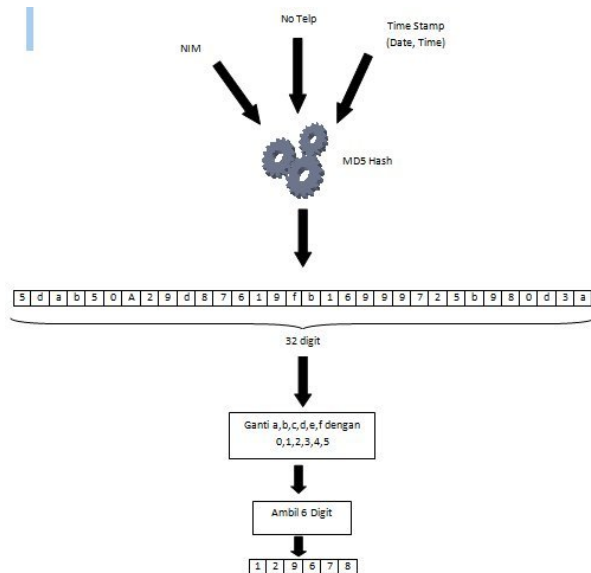 No Telp
NIM
Time Stamp
(Date, Time)
MD5 Hash
5 d a b 5 0 A 2 9 d 8 7 6 1 9 f b 1 6 9 9 9 7 2 5 b 9 8 0 d 3 a
32 digit
Ganti a,b,c,d,e,f dengan
0,1,2,3,4,5
Ambil 6 Digit
1 2 9 6 7 8